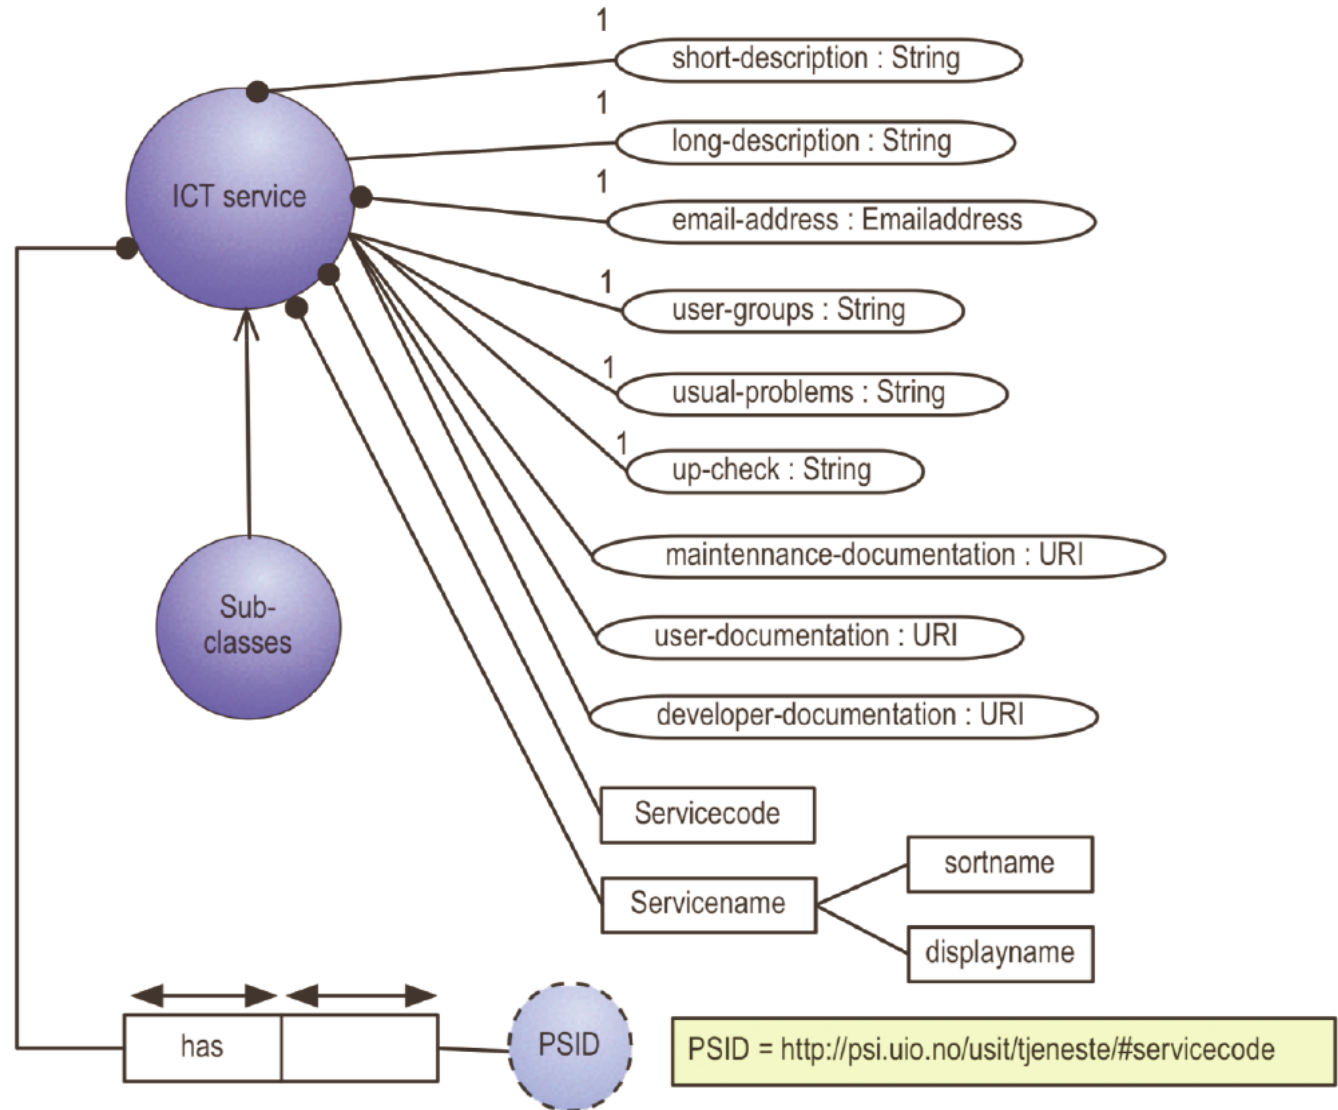 1
short-description : String
1
long-description : String
ICT service
1
email-address : Emailaddress
1
user-groups : String
1
usual-problems : String
1
up-check : String
maintennance-documentation : URI
Sub-
classes
user-documentation : URI
developer-documentation : URI
Servicecode
sortname
Servicename
displayname
has
PSID
PSID = http://psi.uio.no/usit/tjeneste/#servicecode